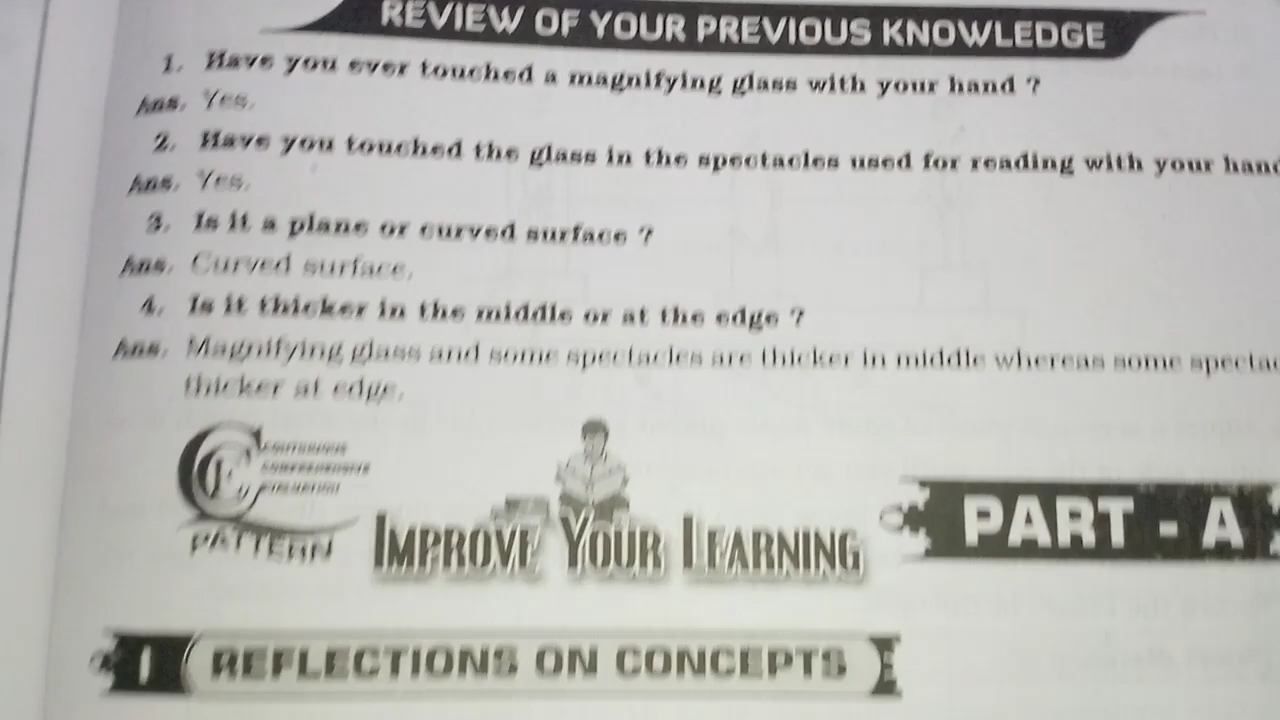 REVIEW OF YOUR PREVIOUS KNOWLEDGE
1. Have you ever touched a magnifying glass with your hand ?
Ans. Yes.
2. Have you touched the glass in the spectacles used for reading with your hand
Ans. Yes.
3. Is it a plane or curved surface ?
Ans. Curved surface.
4. Is it thicker in the middle or at the edge ?
Ans. Magnifying glass and some spectacles are thicker in middle whereas some spectac
thicker at edge.
PATTERN
IMPROVE YOUR LEARNING
PART - A
I REFLECTIONS ON CONCEPTS